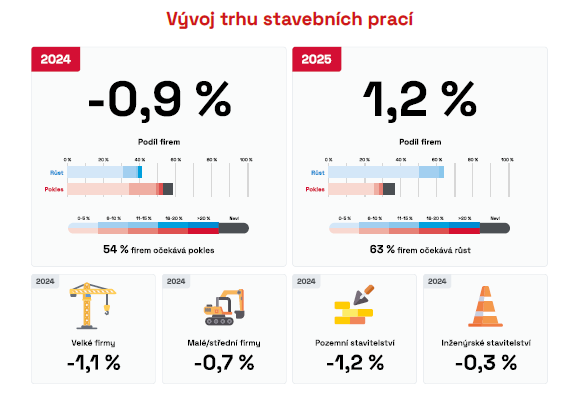 Vývoj trhu stavebních prací
2024
-0,9 %
Podíl firem
0 % 20 % 40 % 60 % 80 % 100 %
Růst
Pokles
0-5 % 6-10 % 11-15 % 16-20 % >20 % Neví
54 % firem očekává pokles
2025
1,2 %
Podíl firem
0 % 20 % 40 % 60 % 80 % 100 %
Růst
Pokles
0-5 % 6-10 % 11-15 % 16-20 % >20 % Neví
63 % firem očekává růst
2024
Velké firmy
-1,1 %
2024
Malé/střední firmy
-0,7 %
2024
Pozemní stavitelství
-1,2 %
2024
Inženýrské stavitelství
-0,3 %